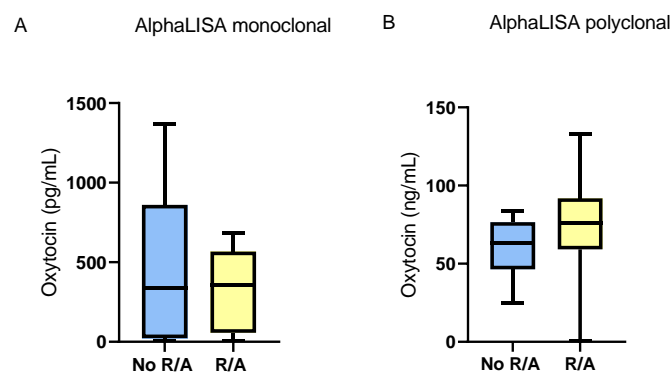 A AlphaLISA monoclonal
Oxytocin (pg/mL)
1500
1000
500
0
No R/A R/A
B AlphaLISA polyclonal
Oxytocin (ng/mL)
150
100
50
0
No R/A R/A